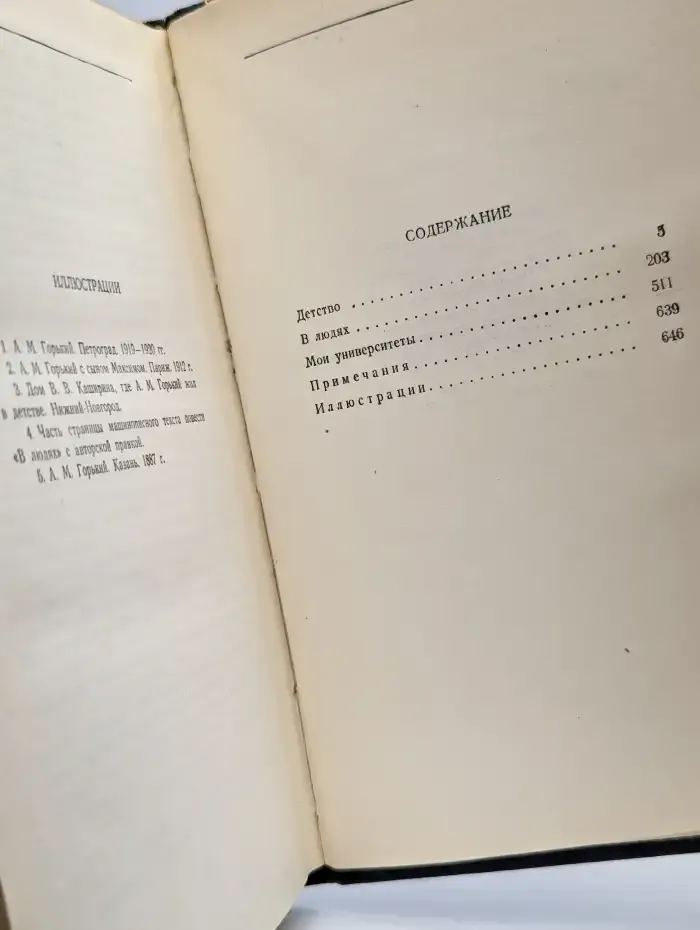 ИЛЛЮСТРАЦИИ
1. А. М. Горький. Петроград. 1919—1920 гг.
2. А. М. Горький с сыном Максимом. Париж. 1912 г.
3. Дом В. В. Каширина, где А. М. Горький жил
в детстве. Нижний-Новгород.
4. Часть страницы машинописного текста повести
«В людях» с авторской правкой.
5. А. М. Горький. Казань. 1887 г.
СОДЕРЖАНИЕ
Детство . . . . . . . . . . . . . . . . . . . . . . . . 5
В людях . . . . . . . . . . . . . . . . . . . . . . . 203
Мои университеты . . . . . . . . . . . . . . . . . . 511
Примечания . . . . . . . . . . . . . . . . . . . 639
Иллюстрации . . . . . . . . . . . . . . . . . . 646